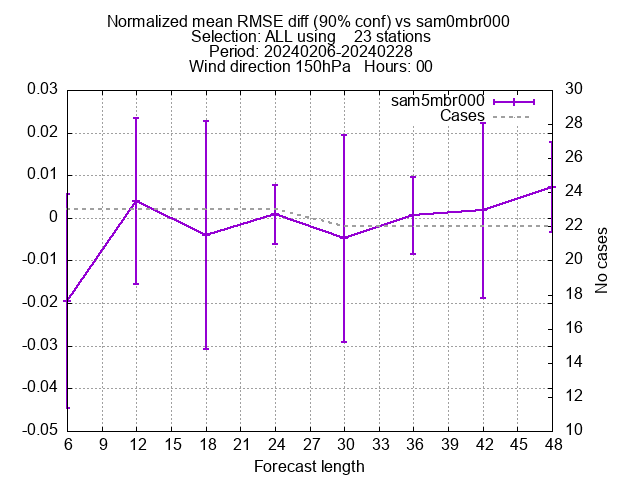 Normalized mean RMSE diff (90% conf) vs sam0mbr000
Selection: ALL using    23 stations
Period: 20240206-20240228
Wind direction 150hPa   Hours: 00
sam5mbr000
Cases
0.03
0.02
0.01
0
-0.01
-0.02
-0.03
-0.04
-0.05
30
28
26
24
22
20
18
16
14
12
10
No cases
6 9 12 15 18 21 24 27 30 33 36 39 42 45 48
Forecast length